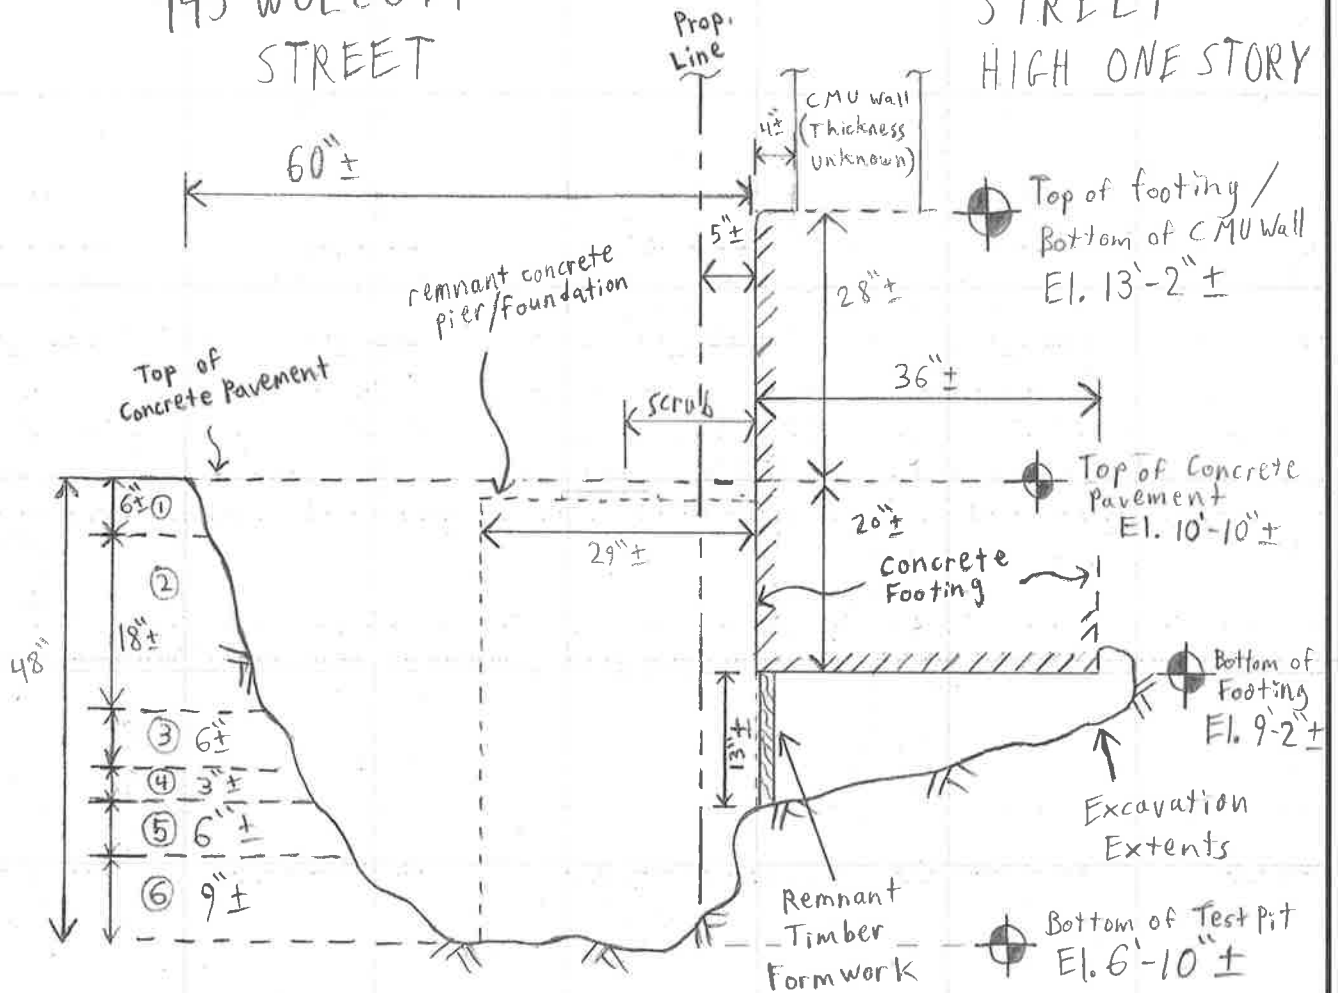 STREET
Prop.
Line
STREET
HIGH ONE STORY
CMU Wall
(Thickness
unknown)
4"±
60"±
Top of footing /
Bottom of CMU Wall
El. 13'-2"±
5"±
28"±
remnant concrete
pier/foundation
Top of
Concrete Pavement
36"±
scrub
Top of Concrete
Pavement
El. 10'-10"±
6"± ①
20"±
29"±
②
Concrete
Footing
18"±
48"
Bottom of
Footing
El. 9'-2"±
③ 6"±
13"±
④ 3"±
⑤ 6"±
Excavation
Extents
⑥ 9"±
Remnant
Timber
Formwork
Bottom of Test pit
El. 6'-10"±